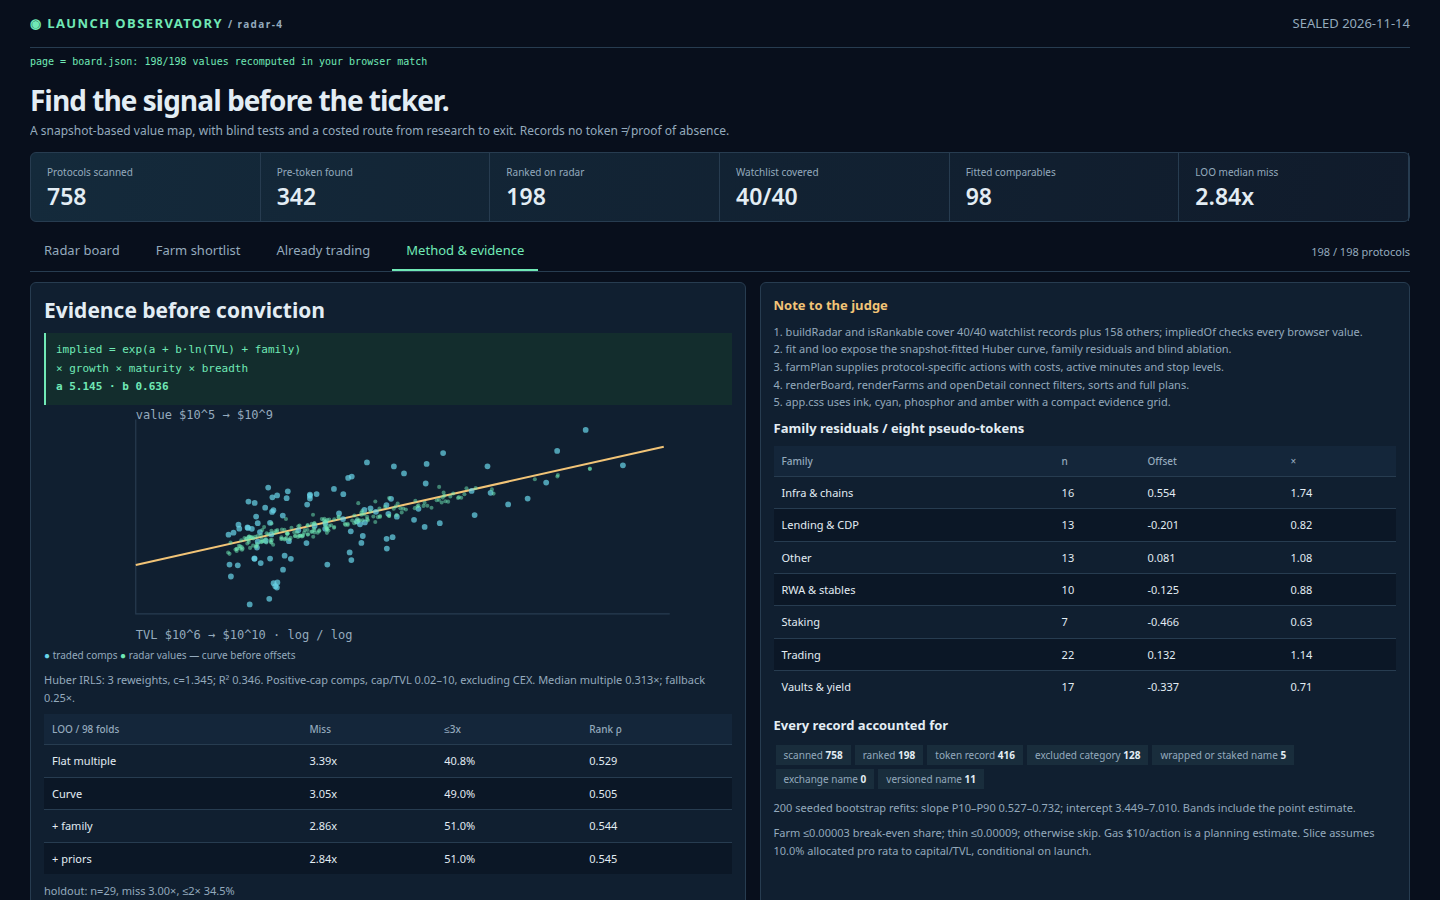 ◉ LAUNCH OBSERVATORY / radar-4
SEALED 2026-11-14
page = board.json: 198/198 values recomputed in your browser match
Find the signal before the ticker.
A snapshot-based value map, with blind tests and a costed route from research to exit. Records no token ≠ proof of absence.
Protocols scanned
758
Pre-token found
342
Ranked on radar
198
Watchlist covered
40/40
Fitted comparables
98
LOO median miss
2.84x
Radar board
Farm shortlist
Already trading
Method & evidence
198 / 198 protocols
Evidence before conviction
implied = exp(a + b·ln(TVL) + family)
× growth × maturity × breadth
a 5.145 · b 0.636
value $10^5 → $10^9
TVL $10^6 → $10^10 · log / log
● traded comps ● radar values — curve before offsets
Huber IRLS: 3 reweights, c=1.345; R² 0.346. Positive-cap comps, cap/TVL 0.02–10, excluding CEX. Median multiple 0.313×; fallback
0.25×.
LOO / 98 folds Miss ≤3x Rank ρ
Flat multiple 3.39x 40.8% 0.529
Curve 3.05x 49.0% 0.505
+ family 2.86x 51.0% 0.544
+ priors 2.84x 51.0% 0.545
holdout: n=29, miss 3.00×, ≤2× 34.5%
Note to the judge
1. buildRadar and isRankable cover 40/40 watchlist records plus 158 others; impliedOf checks every browser value.
2. fit and loo expose the snapshot-fitted Huber curve, family residuals and blind ablation.
3. farmPlan supplies protocol-specific actions with costs, active minutes and stop levels.
4. renderBoard, renderFarms and openDetail connect filters, sorts and full plans.
5. app.css uses ink, cyan, phosphor and amber with a compact evidence grid.
Family residuals / eight pseudo-tokens
Family n Offset ×
Infra & chains 16 0.554 1.74
Lending & CDP 13 -0.201 0.82
Other 13 0.081 1.08
RWA & stables 10 -0.125 0.88
Staking 7 -0.466 0.63
Trading 22 0.132 1.14
Vaults & yield 17 -0.337 0.71
Every record accounted for
scanned 758 ranked 198 token record 416 excluded category 128 wrapped or staked name 5
exchange name 0 versioned name 11
200 seeded bootstrap refits: slope P10–P90 0.527–0.732; intercept 3.449–7.010. Bands include the point estimate.
Farm ≤0.00003 break-even share; thin ≤0.00009; otherwise skip. Gas $10/action is a planning estimate. Slice assumes
10.0% allocated pro rata to capital/TVL, conditional on launch.